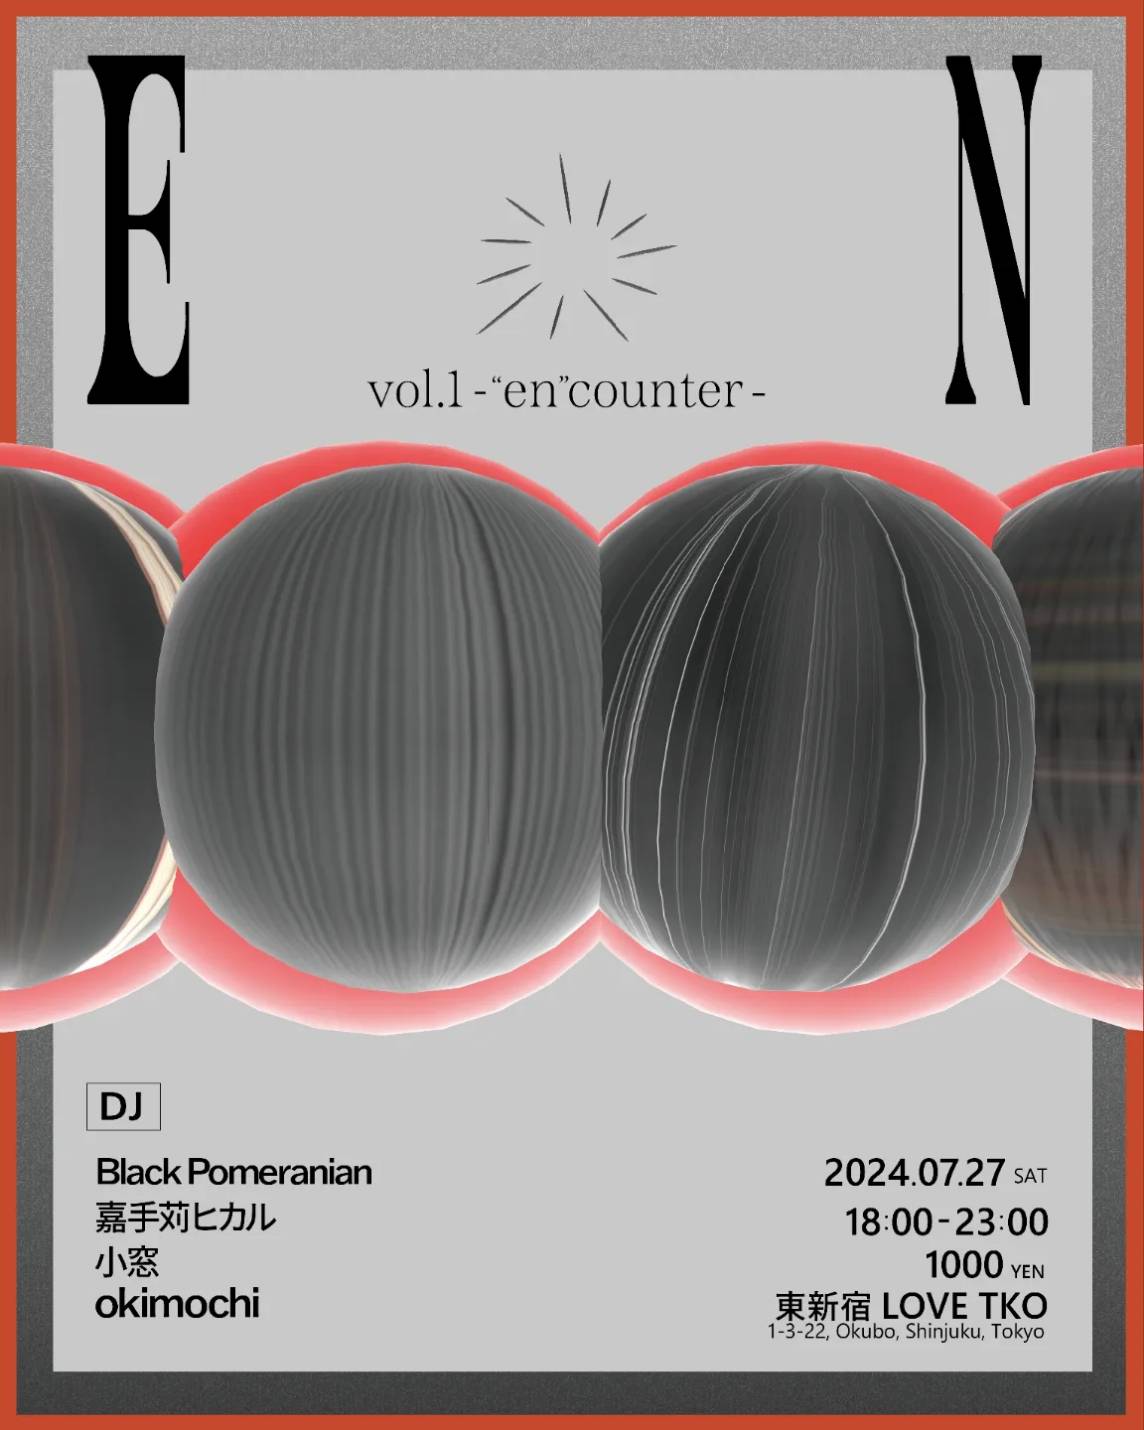 E N
vol.1 -“en”counter-
DJ
Black Pomeranian
嘉手苅ヒカル
小窓
okimochi
2024.07.27 SAT
18:00-23:00
1000 YEN
東新宿 LOVE TKO
1-3-22, Okubo, Shinjuku, Tokyo